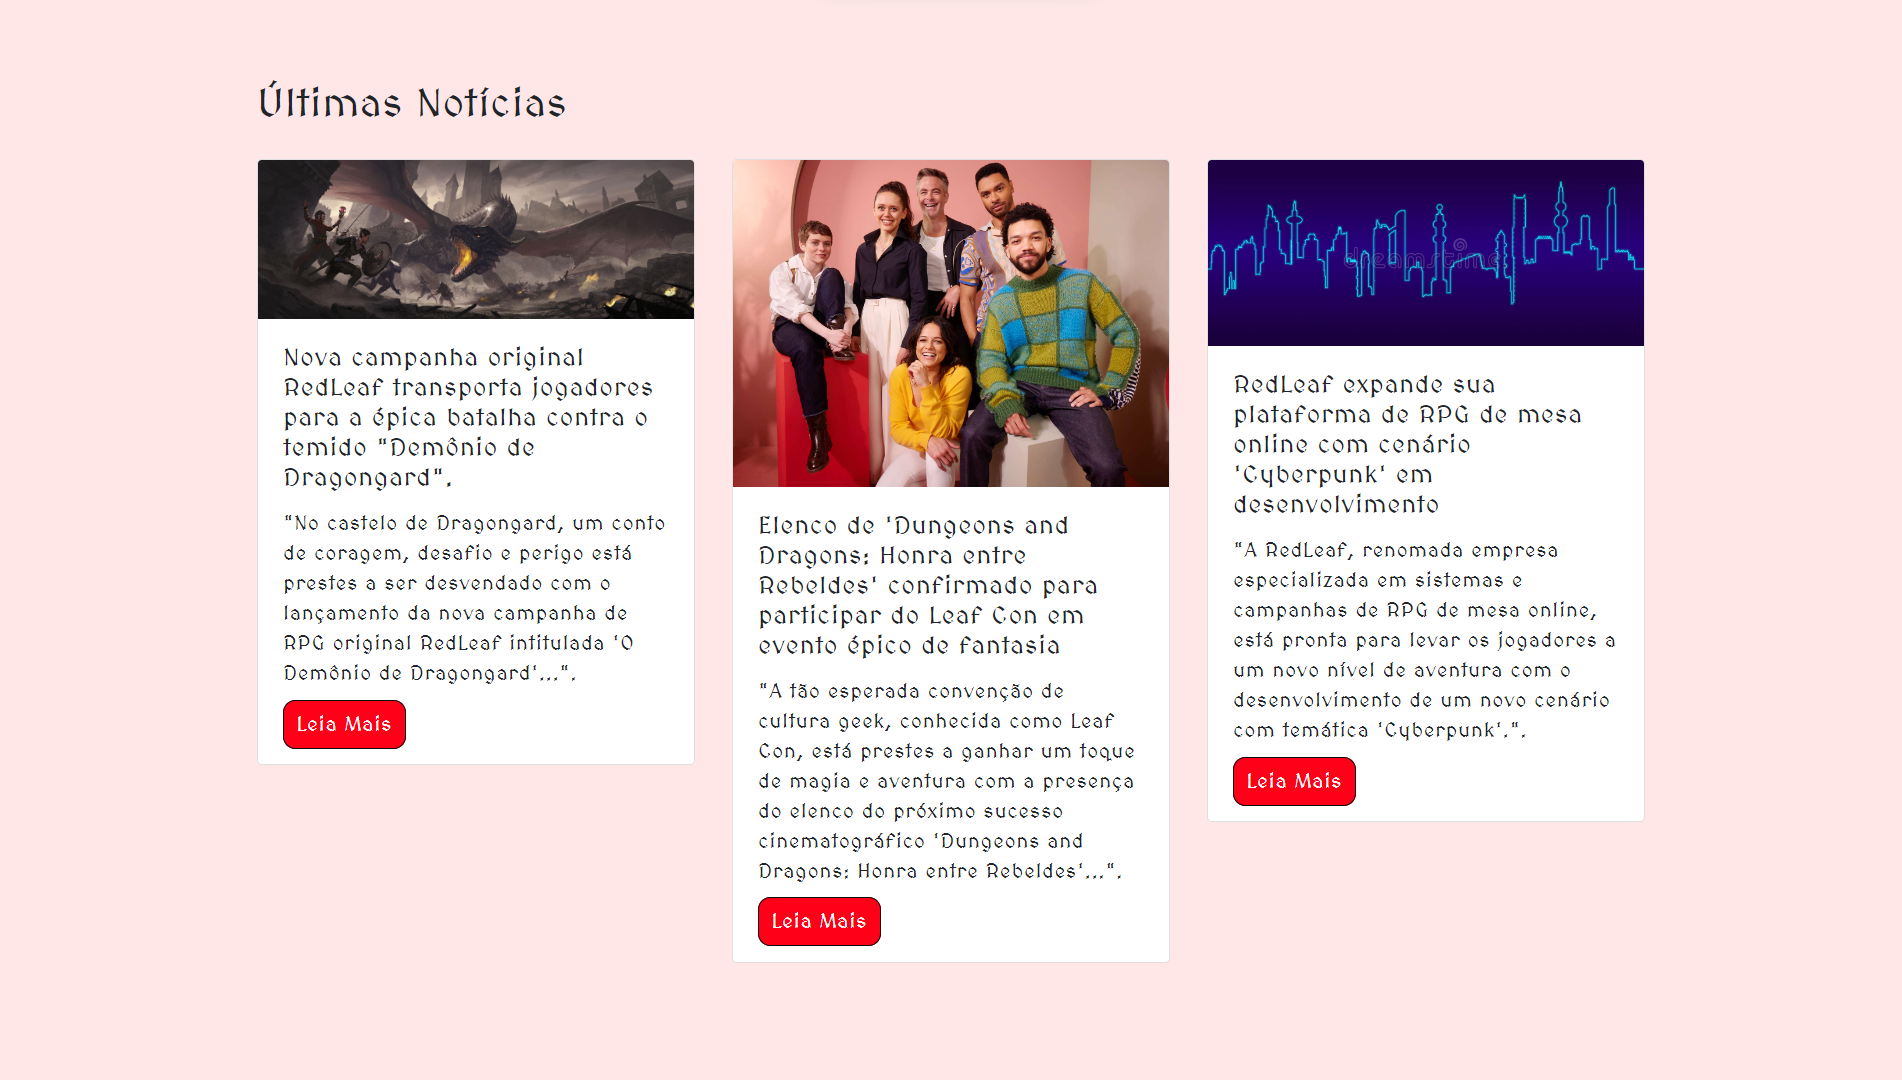 Últimas Notícias
Nova campanha original
RedLeaf transporta jogadores
para a épica batalha contra o
temido "Demônio de
Dragongard".
"No castelo de Dragongard, um conto
de coragem, desafio e perigo está
prestes a ser desvendado com o
lançamento da nova campanha de
RPG original RedLeaf intitulada 'O
Demônio de Dragongard'...".
Leia Mais
Elenco de 'Dungeons and
Dragons: Honra entre
Rebeldes' confirmado para
participar do Leaf Con em
evento épico de fantasia
"A tão esperada convenção de
cultura geek, conhecida como Leaf
Con, está prestes a ganhar um toque
de magia e aventura com a presença
do elenco do próximo sucesso
cinematográfico 'Dungeons and
Dragons: Honra entre Rebeldes'...".
Leia Mais
dreamstime
RedLeaf expande sua
plataforma de RPG de mesa
online com cenário
'Cyberpunk' em
desenvolvimento
"A RedLeaf, renomada empresa
especializada em sistemas e
campanhas de RPG de mesa online,
está pronta para levar os jogadores a
um novo nível de aventura com o
desenvolvimento de um novo cenário
com temática 'Cyberpunk'.".
Leia Mais